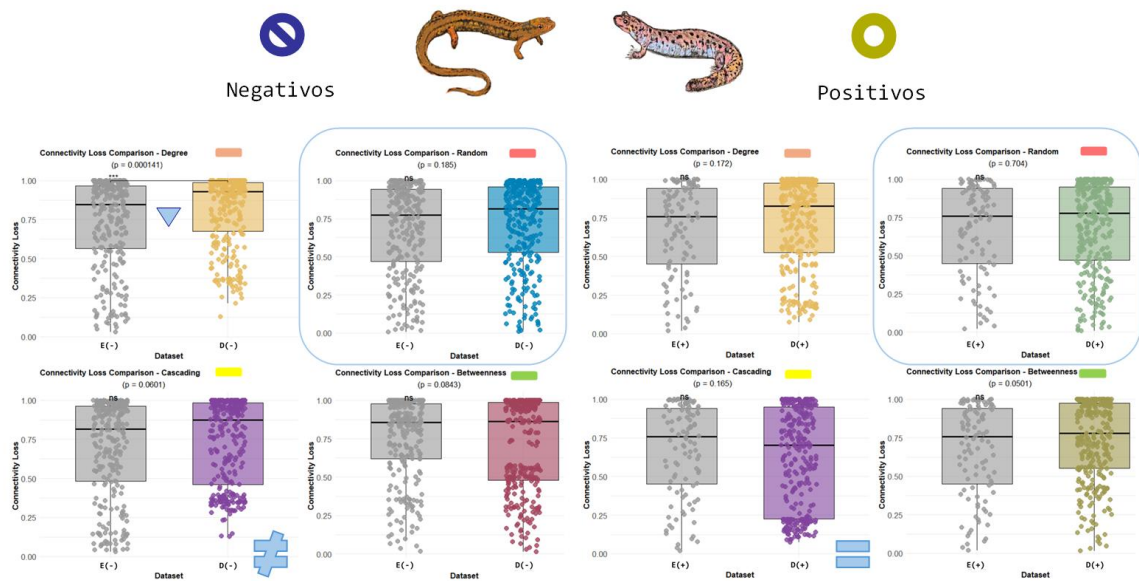 Negativos
Positivos
Connectivity Loss Comparison - Degree
(p = 0.000141)
***
1.00
0.75
0.50
0.25
0.00
Connectivity Loss
E(-)
D(-)
Dataset
Connectivity Loss Comparison - Random
(p = 0.185)
ns
1.00
0.75
0.50
0.25
0.00
Connectivity Loss
E(-)
D(-)
Dataset
Connectivity Loss Comparison - Degree
(p = 0.172)
ns
1.00
0.75
0.50
0.25
0.00
Connectivity Loss
E(+)
D(+)
Dataset
Connectivity Loss Comparison - Random
(p = 0.704)
ns
1.00
0.75
0.50
0.25
0.00
Connectivity Loss
E(+)
D(+)
Dataset
Connectivity Loss Comparison - Cascading
(p = 0.0601)
ns
1.00
0.75
0.50
0.25
0.00
Connectivity Loss
E(-)
D(-)
Dataset
Connectivity Loss Comparison - Betweenness
(p = 0.0843)
ns
1.00
0.75
0.50
0.25
0.00
Connectivity Loss
E(-)
D(-)
Dataset
Connectivity Loss Comparison - Cascading
(p = 0.165)
ns
1.00
0.75
0.50
0.25
0.00
Connectivity Loss
E(+)
D(+)
Dataset
Connectivity Loss Comparison - Betweenness
(p = 0.0501)
ns
1.00
0.75
0.50
0.25
0.00
Connectivity Loss
E(+)
D(+)
Dataset